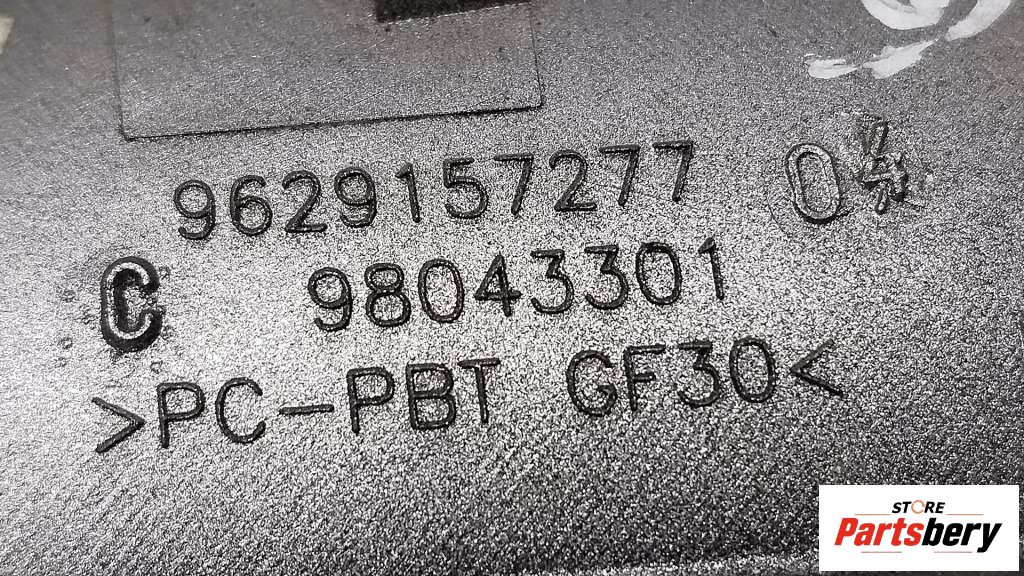 9629157277 04
C 98043301
>PC-PBT GF30<
STORE
Partsbery